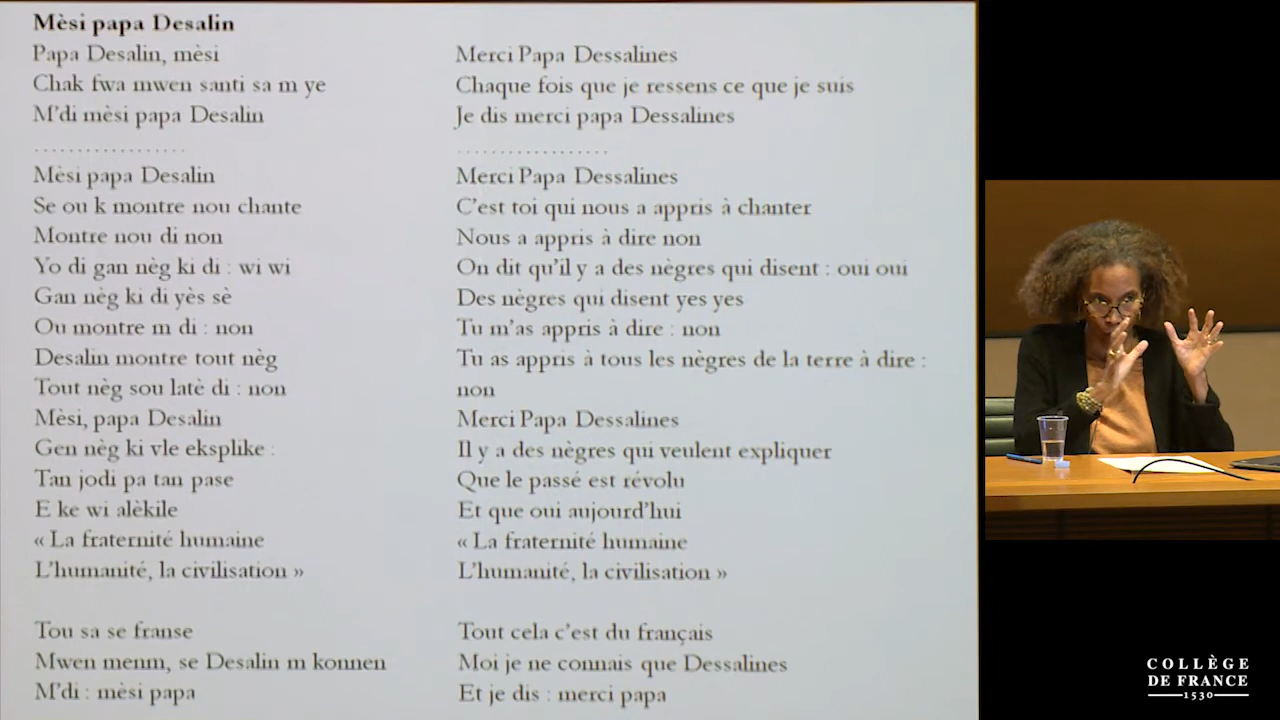 Mèsi papa Desalin
Papa Desalin, mèsi
Chak fwa mwen santi sa m ye
M'di mèsi papa Desalin
..................
Mèsi papa Desalin
Se ou k montre nou chante
Montre nou di non
Yo di gan nèg ki di : wi wi
Gan nèg ki di yès sè
Ou montre m di : non
Desalin montre tout nèg
Tout nèg sou latè di : non
Mèsi, papa Desalin
Gen nèg ki vle eksplike :
Tan jodi pa tan pase
E ke wi alèkile
« La fraternité humaine
L'humanité, la civilisation »
Tou sa se franse
Mwen menm, se Desalin m konnen
M'di : mèsi papa
Merci Papa Dessalines
Chaque fois que je ressens ce que je suis
Je dis merci papa Dessalines
..................
Merci Papa Dessalines
C'est toi qui nous a appris à chanter
Nous a appris à dire non
On dit qu'il y a des nègres qui disent : oui oui
Des nègres qui disent yes yes
Tu m'as appris à dire : non
Tu as appris à tous les nègres de la terre à dire :
non
Merci Papa Dessalines
Il y a des nègres qui veulent expliquer
Que le passé est révolu
Et que oui aujourd'hui
« La fraternité humaine
L'humanité, la civilisation »
Tout cela c'est du français
Moi je ne connais que Dessalines
Et je dis : merci papa
COLLÈGE
DE FRANCE
1530